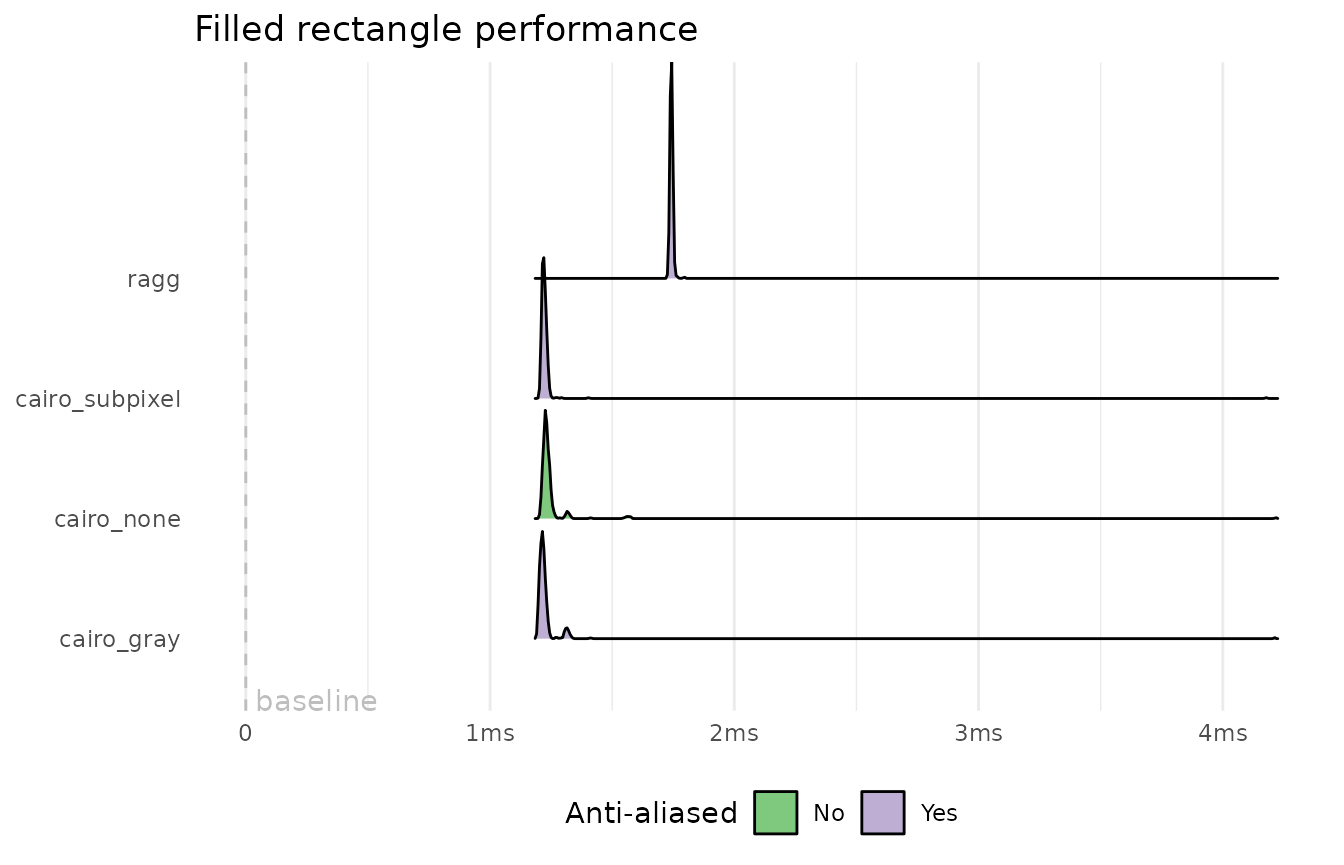 Filled rectangle performance
ragg
cairo_subpixel
cairo_none
cairo_gray
baseline
0 1ms 2ms 3ms 4ms
Anti-aliased No Yes